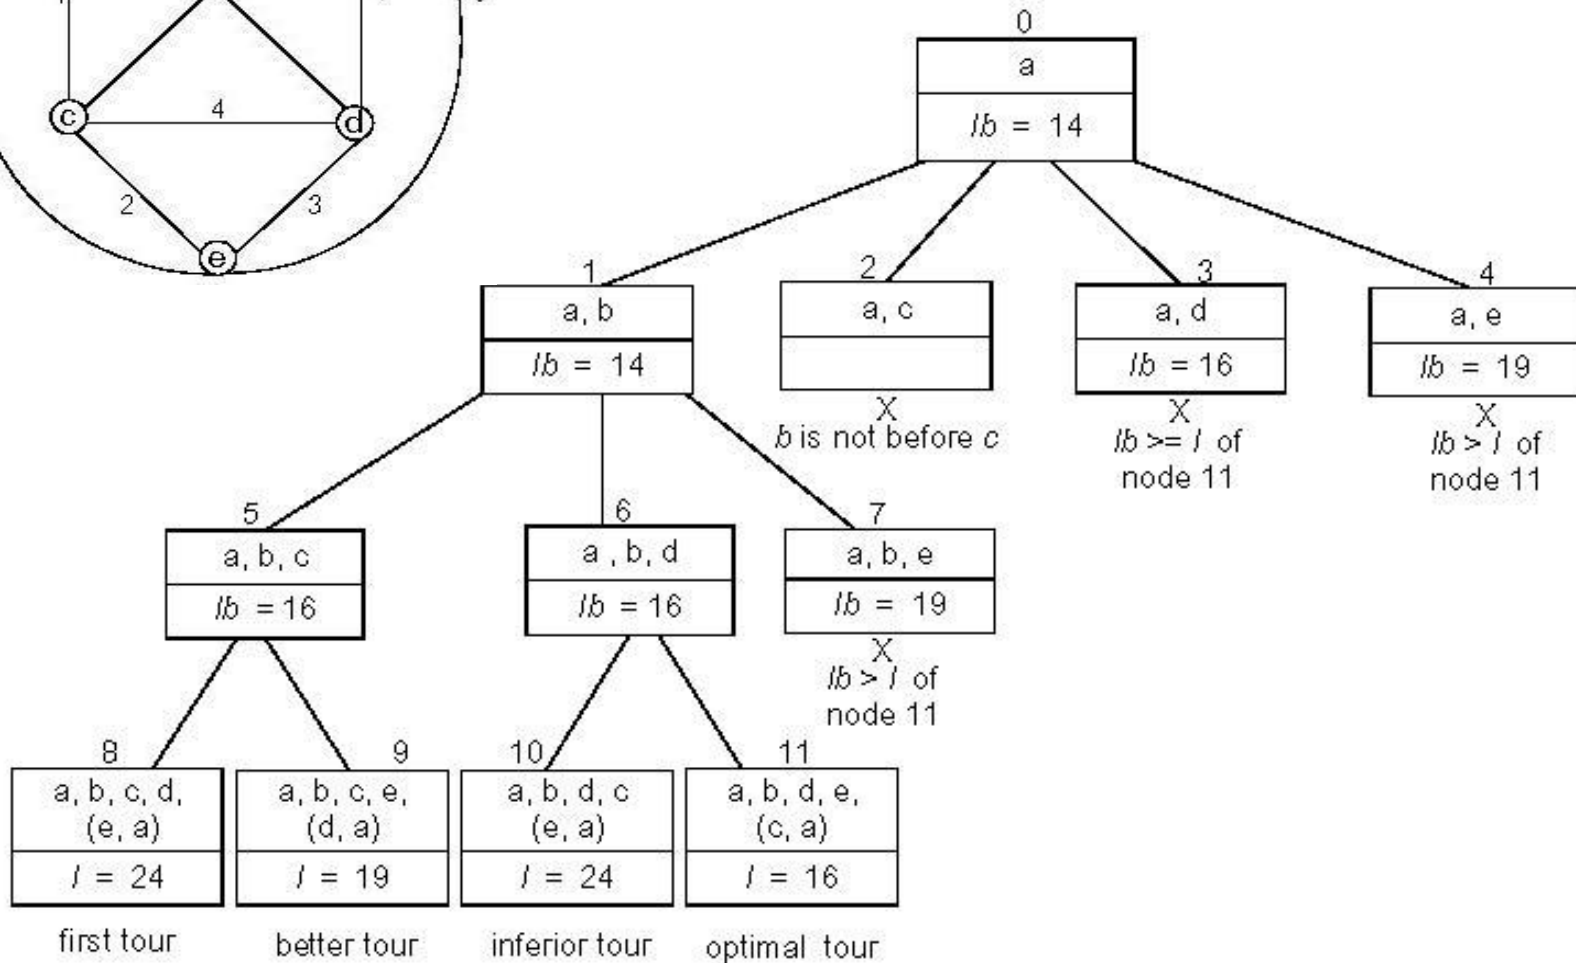 0
a
lb = 14
c
4
d
2
3
e
1
a, b
lb = 14
2
a, c
X
b is not before c
3
a, d
lb = 16
X
lb >= l of
node 11
4
a, e
lb = 19
X
lb > l of
node 11
5
a, b, c
lb = 16
6
a , b, d
lb = 16
7
a, b, e
lb = 19
X
lb > l of
node 11
8
a, b, c, d,
(e, a)
l = 24
first tour
9
a, b, c, e,
(d, a)
l = 19
better tour
10
a, b, d, c
(e, a)
l = 24
inferior tour
11
a, b, d, e,
(c, a)
l = 16
optimal tour